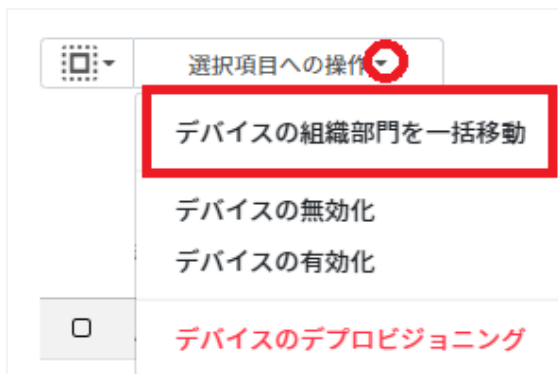 選択項目への操作
デバイスの組織部門を一括移動
デバイスの無効化
デバイスの有効化
デバイスのデプロビジョニング